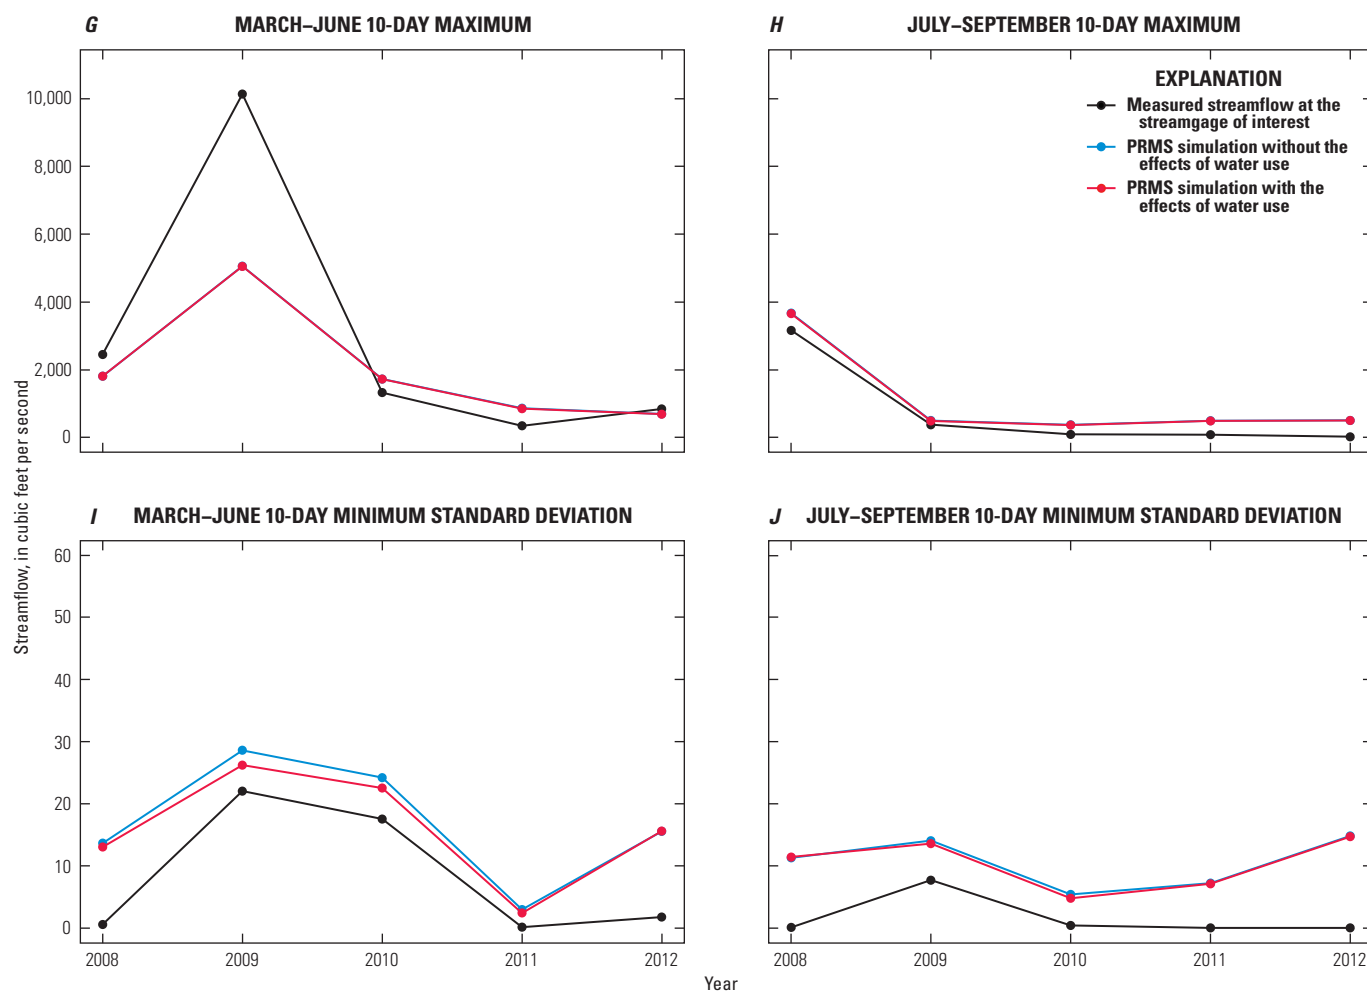 G MARCH–JUNE 10-DAY MAXIMUM
H JULY–SEPTEMBER 10-DAY MAXIMUM
EXPLANATION
Measured streamflow at the
streamgage of interest
PRMS simulation without the
effects of water use
PRMS simulation with the
effects of water use
10,000
8,000
6,000
4,000
2,000
0
Streamflow, in cubic feet per second
I MARCH–JUNE 10-DAY MINIMUM STANDARD DEVIATION
J JULY–SEPTEMBER 10-DAY MINIMUM STANDARD DEVIATION
60
50
40
30
20
10
0
2008 2009 2010 2011 2012
2008 2009 2010 2011 2012
Year